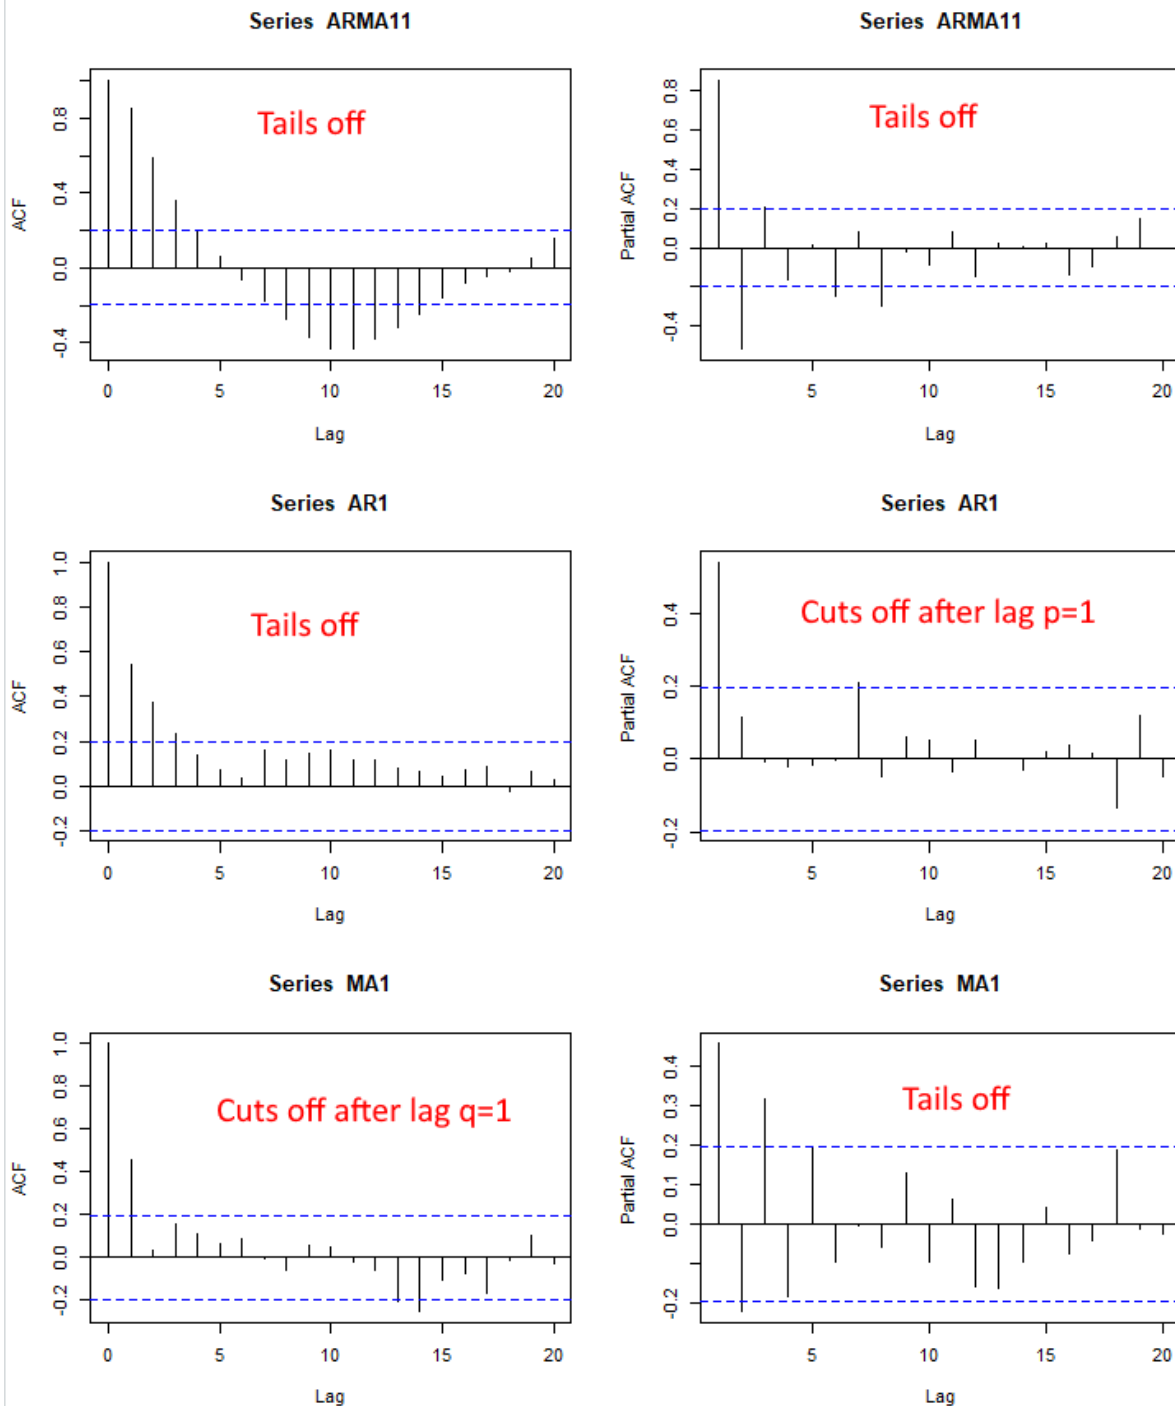 Series ARMA11
Series ARMA11
Tails off
Tails off
ACF
0.8
0.4
0.0
-0.4
0
5
10
15
20
Lag
Partial ACF
0.8
0.6
0.4
0.2
0.0
-0.4
5
10
15
20
Lag
Series AR1
Series AR1
Tails off
Cuts off after lag p=1
ACF
1.0
0.8
0.6
0.4
0.2
0.0
-0.2
0
5
10
15
20
Lag
Partial ACF
0.4
0.2
0.0
-0.2
5
10
15
20
Lag
Series MA1
Series MA1
Cuts off after lag q=1
Tails off
ACF
1.0
0.8
0.6
0.4
0.2
0.0
-0.2
0
5
10
15
20
Lag
Partial ACF
0.4
0.3
0.2
0.1
0.0
-0.2
5
10
15
20
Lag